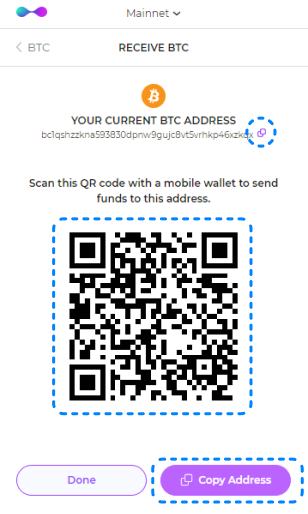 Mainnet
BTC
RECEIVE BTC
YOUR CURRENT BTC ADDRESS
Scan this QR code with a mobile wallet to send
funds to this address.
Done
Copy Address